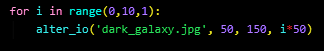 for i in range(0,10,1):
    alter_io('dark_galaxy.jpg', 50, 150, i*50)